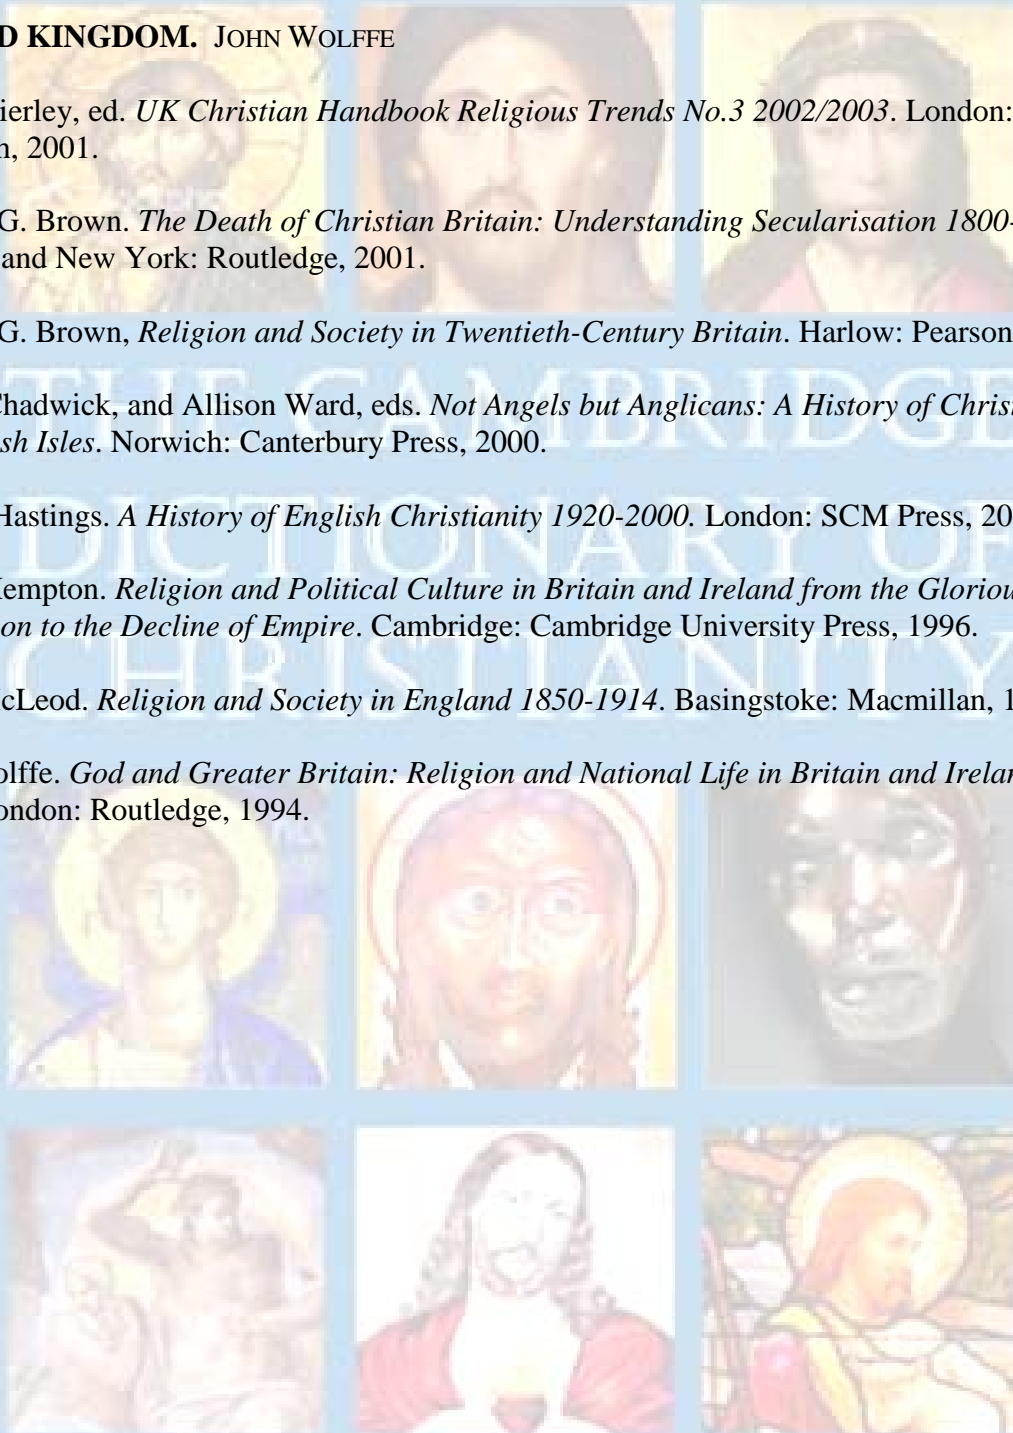 D KINGDOM. JOHN WOLFFE
ierley, ed. UK Christian Handbook Religious Trends No.3 2002/2003. London:
n, 2001.
G. Brown. The Death of Christian Britain: Understanding Secularisation 1800-
and New York: Routledge, 2001.
G. Brown, Religion and Society in Twentieth-Century Britain. Harlow: Pearson
Chadwick, and Allison Ward, eds. Not Angels but Anglicans: A History of Christ
sh Isles. Norwich: Canterbury Press, 2000.
Hastings. A History of English Christianity 1920-2000. London: SCM Press, 20
Kempton. Religion and Political Culture in Britain and Ireland from the Gloriou
on to the Decline of Empire. Cambridge: Cambridge University Press, 1996.
cLeod. Religion and Society in England 1850-1914. Basingstoke: Macmillan, 1
olffe. God and Greater Britain: Religion and National Life in Britain and Irelan
ondon: Routledge, 1994.
THE CAMBRIDGE
DICTIONARY OF
CHRISTIANITY